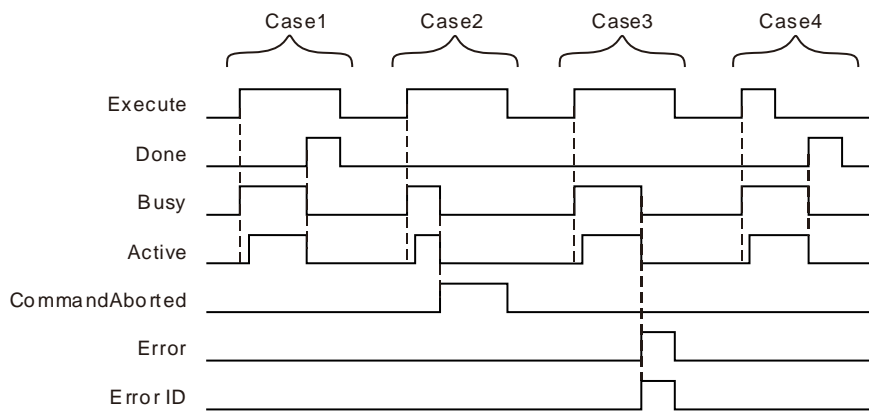 Case1 Case2 Case3 Case4
Execute
Done
Busy
Active
CommandAborted
Error
Error ID